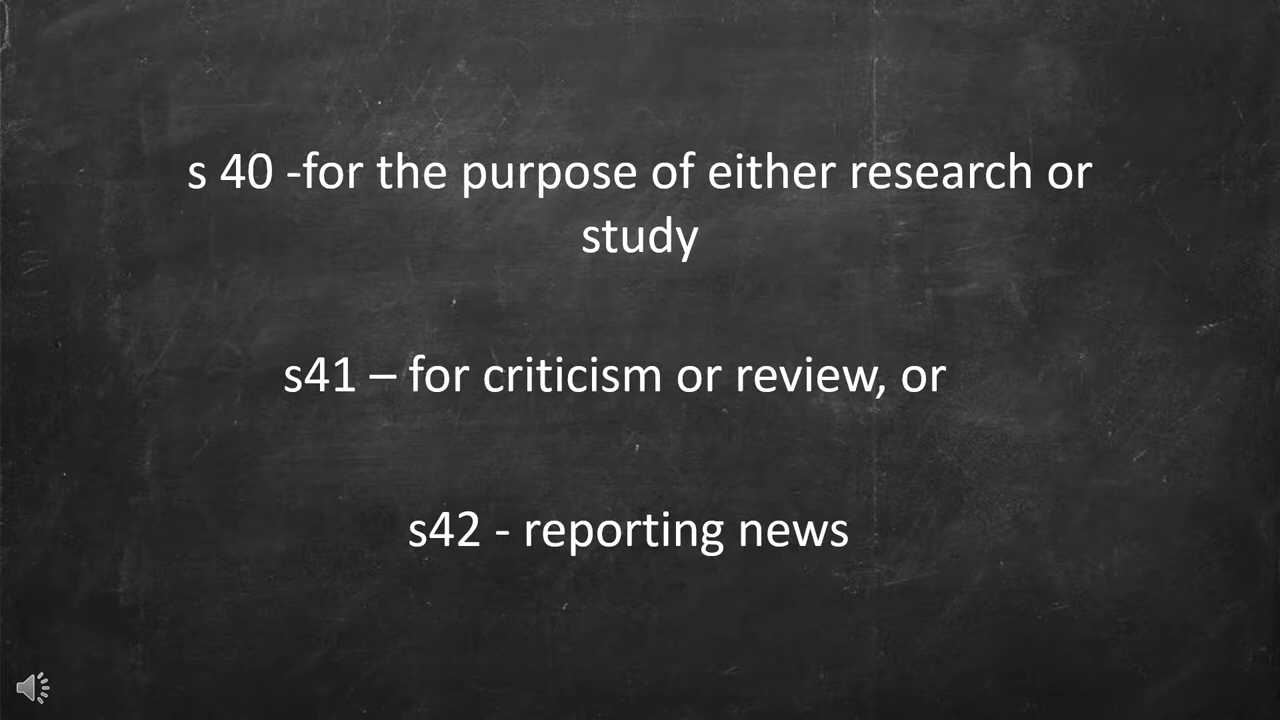 s 40 -for the purpose of either research or
study
s41 – for criticism or review, or
s42 - reporting news